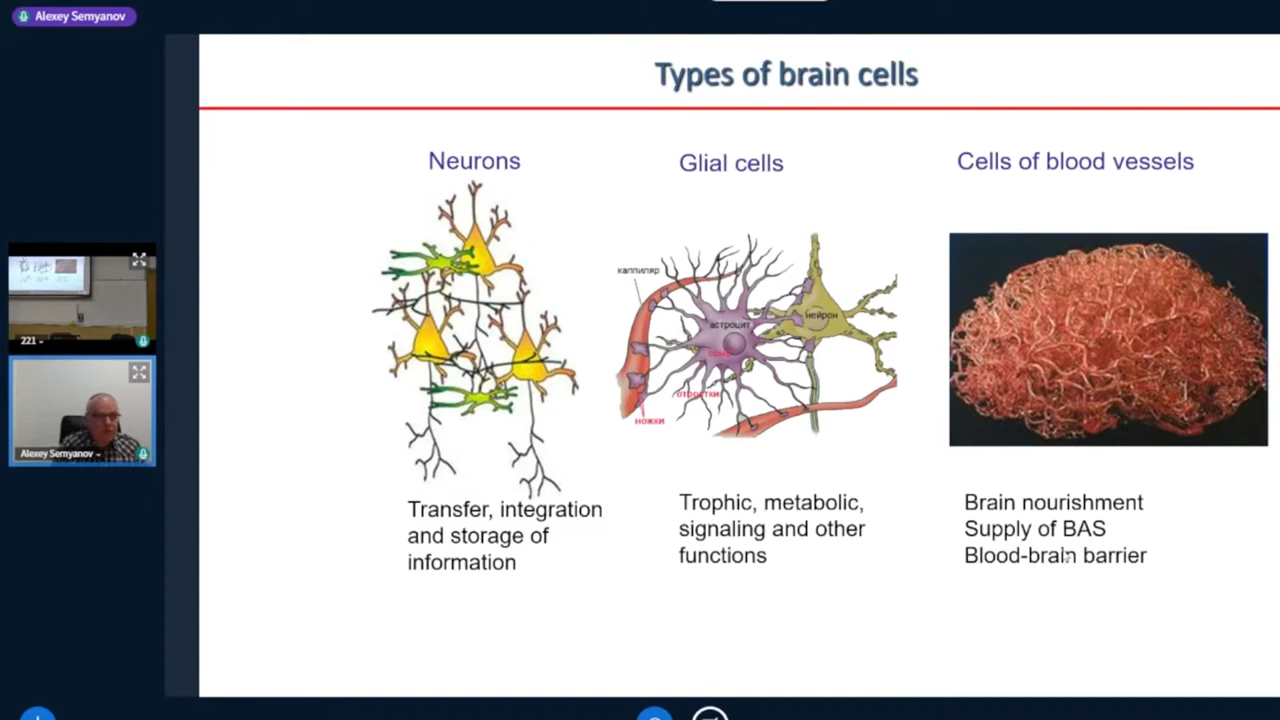 Alexey Semyanov
Types of brain cells
Neurons
Glial cells
Cells of blood vessels
капилляр
астроцит
нейрон
сома
отростки
ножки
Transfer, integration
and storage of
information
Trophic, metabolic,
signaling and other
functions
Brain nourishment
Supply of BAS
Blood-brain barrier
221
Alexey Semyanov